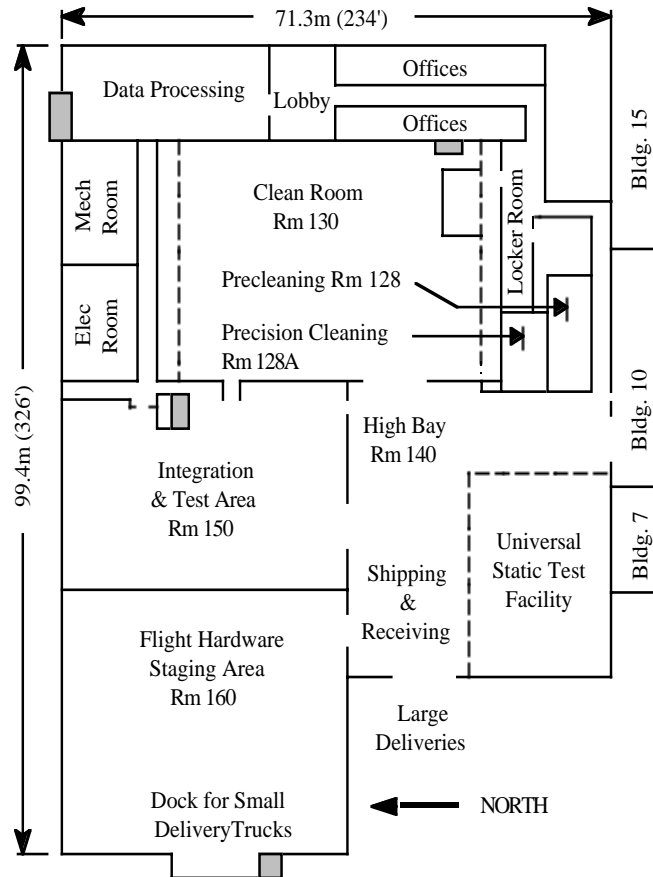 71.3m (234')
Offices
Data Processing
Lobby
Offices
Bldg. 15
Clean Room
Rm 130
Mech
Room
Locker Room
Precleaning Rm 128
Elec
Room
Precision Cleaning
Rm 128A
99.4m (326')
Bldg. 10
High Bay
Rm 140
Integration
& Test Area
Rm 150
Bldg. 7
Universal
Static Test
Facility
Shipping
&
Receiving
Flight Hardware
Staging Area
Rm 160
Large
Deliveries
Dock for Small
DeliveryTrucks
NORTH